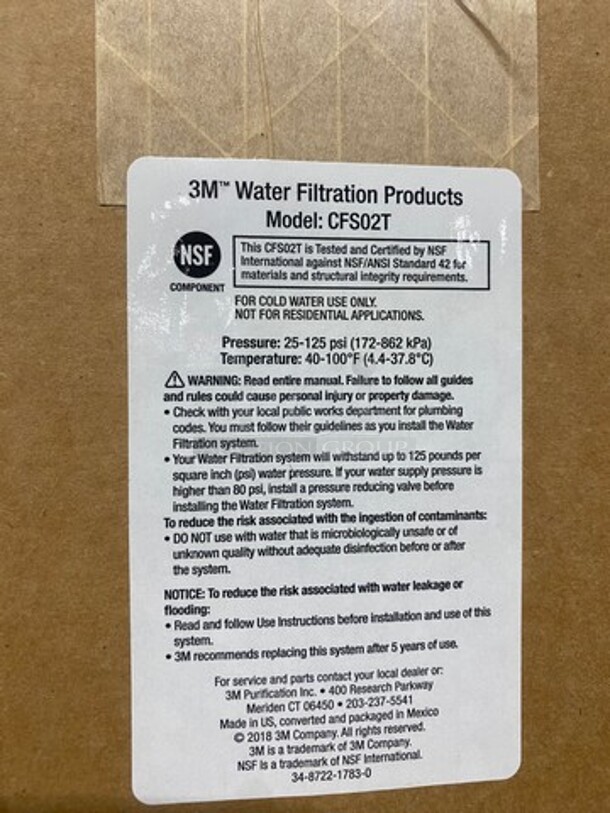 3M™ Water Filtration Products
Model: CFS02T
NSF
COMPONENT
This CFS02T is Tested and Certified by NSF
International against NSF/ANSI Standard 42 for
materials and structural integrity requirements.
FOR COLD WATER USE ONLY.
NOT FOR RESIDENTIAL APPLICATIONS.
Pressure: 25-125 psi (172-862 kPa)
Temperature: 40-100°F (4.4-37.8°C)
⚠ WARNING: Read entire manual. Failure to follow all guides
and rules could cause personal injury or property damage.
• Check with your local public works department for plumbing
codes. You must follow their guidelines as you install the Water
Filtration system.
GROUP
• Your Water Filtration system will withstand up to 125 pounds per
square inch (psi) water pressure. If your water supply pressure is
higher than 80 psi, install a pressure reducing valve before
installing the Water Filtration system.
To reduce the risk associated with the ingestion of contaminants:
• DO NOT use with water that is microbiologically unsafe or of
unknown quality without adequate disinfection before or after
the system.
NOTICE: To reduce the risk associated with water leakage or
flooding:
• Read and follow Use Instructions before installation and use of this
system.
• 3M recommends replacing this system after 5 years of use.
For service and parts contact your local dealer or:
3M Purification Inc. • 400 Research Parkway
Meriden CT 06450 • 203-237-5541
Made in US, converted and packaged in Mexico
© 2018 3M Company. All rights reserved.
3M is a trademark of 3M Company.
NSF is a trademark of NSF International.
34-8722-1783-0